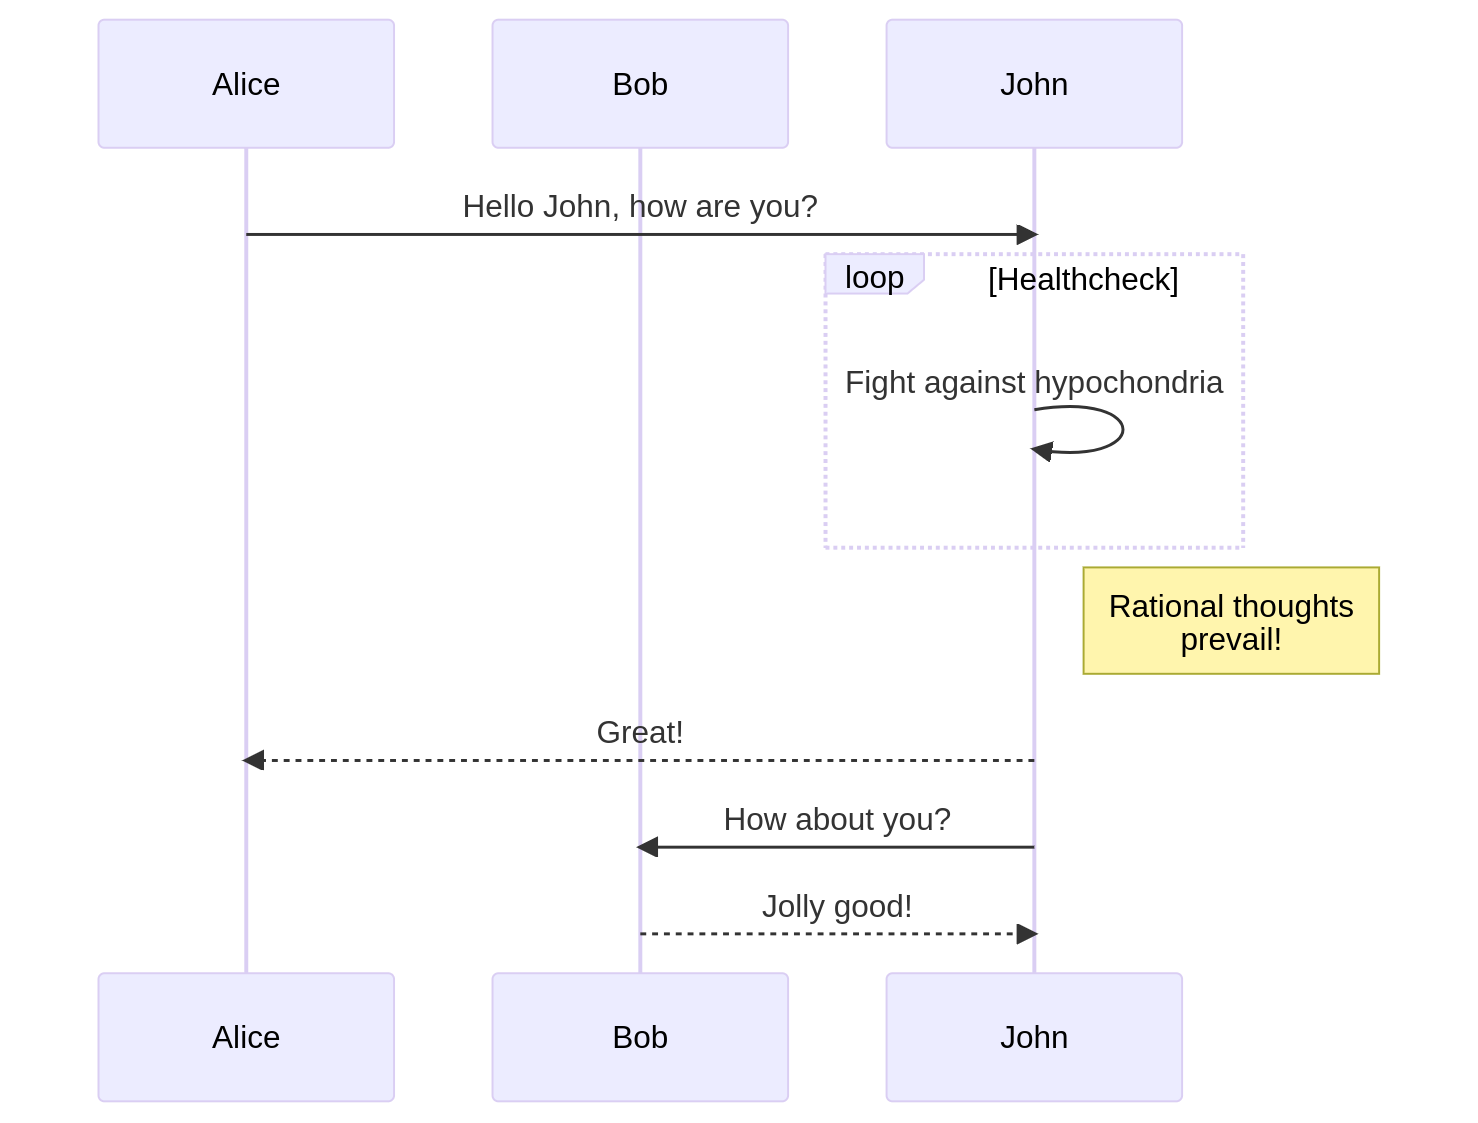 Alice
Bob
John
Hello John, how are you?
loop
[Healthcheck]
Fight against hypochondria
Rational thoughts
prevail!
Great!
How about you?
Jolly good!
Alice
Bob
John